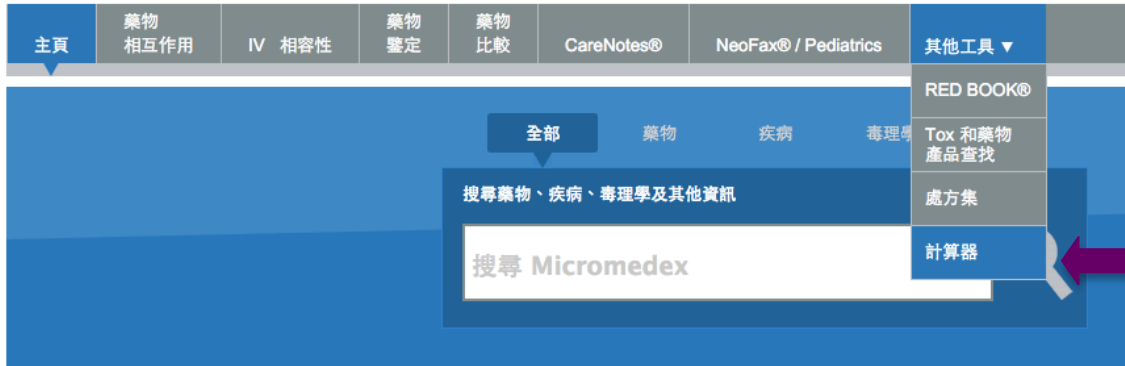 主頁
藥物
相互作用
IV 相容性
藥物
鑒定
藥物
比較
CareNotes®
NeoFax® / Pediatrics
其他工具 ▼
RED BOOK®
Tox 和藥物
產品查找
處方集
計算器
全部
藥物
疾病
毒理學
搜尋藥物、疾病、毒理學及其他資訊
搜尋 Micromedex